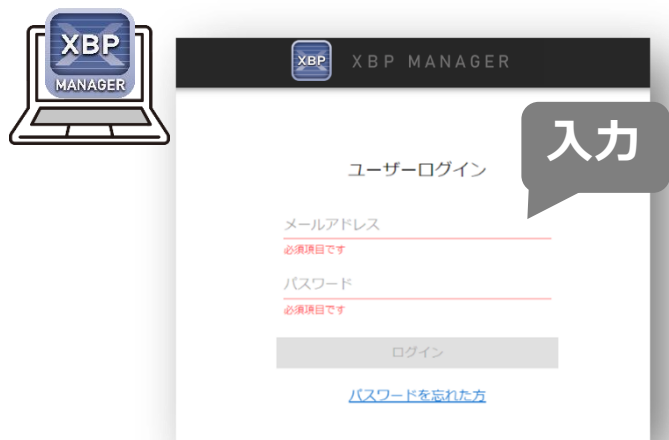 XBP
MANAGER
XBP
XBP MANAGER
入力
ユーザーログイン
メールアドレス
必須項目です
パスワード
必須項目です
ログイン
パスワードを忘れた方